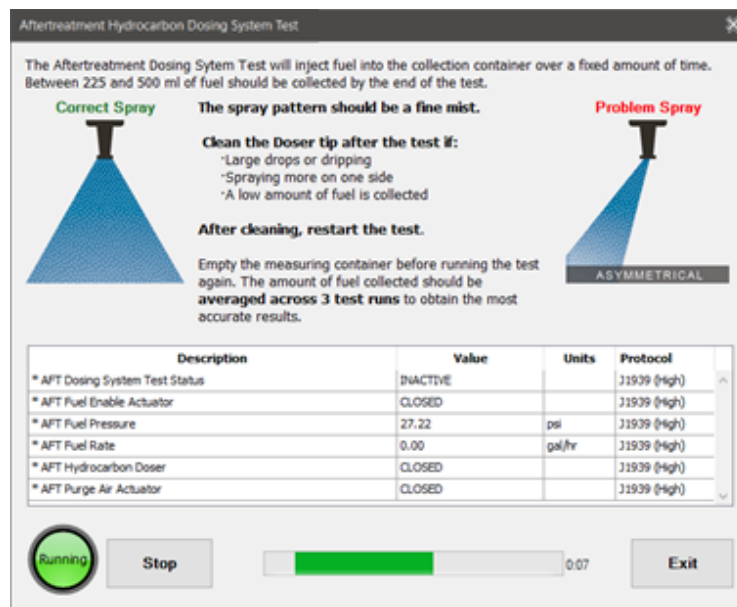 Aftertreatment Hydrocarbon Dosing System Test
The Aftertreatment Dosing Sytem Test will inject fuel into the collection container over a fixed amount of time.
Between 225 and 500 ml of fuel should be collected by the end of the test.
Correct Spray
The spray pattern should be a fine mist.
Problem Spray
Clean the Doser tip after the test if:
·Large drops or dripping
·Spraying more on one side
·A low amount of fuel is collected
After cleaning, restart the test.
Empty the measuring container before running the test
again. The amount of fuel collected should be
averaged across 3 test runs to obtain the most
accurate results.
ASYMMETRICAL
Description Value Units Protocol
* AFT Dosing System Test Status INACTIVE J1939 (High)
* AFT Fuel Enable Actuator CLOSED J1939 (High)
* AFT Fuel Pressure 27.22 psi J1939 (High)
* AFT Fuel Rate 0.00 gal/hr J1939 (High)
* AFT Hydrocarbon Doser CLOSED J1939 (High)
* AFT Purge Air Actuator CLOSED J1939 (High)
Running Stop 0:07 Exit